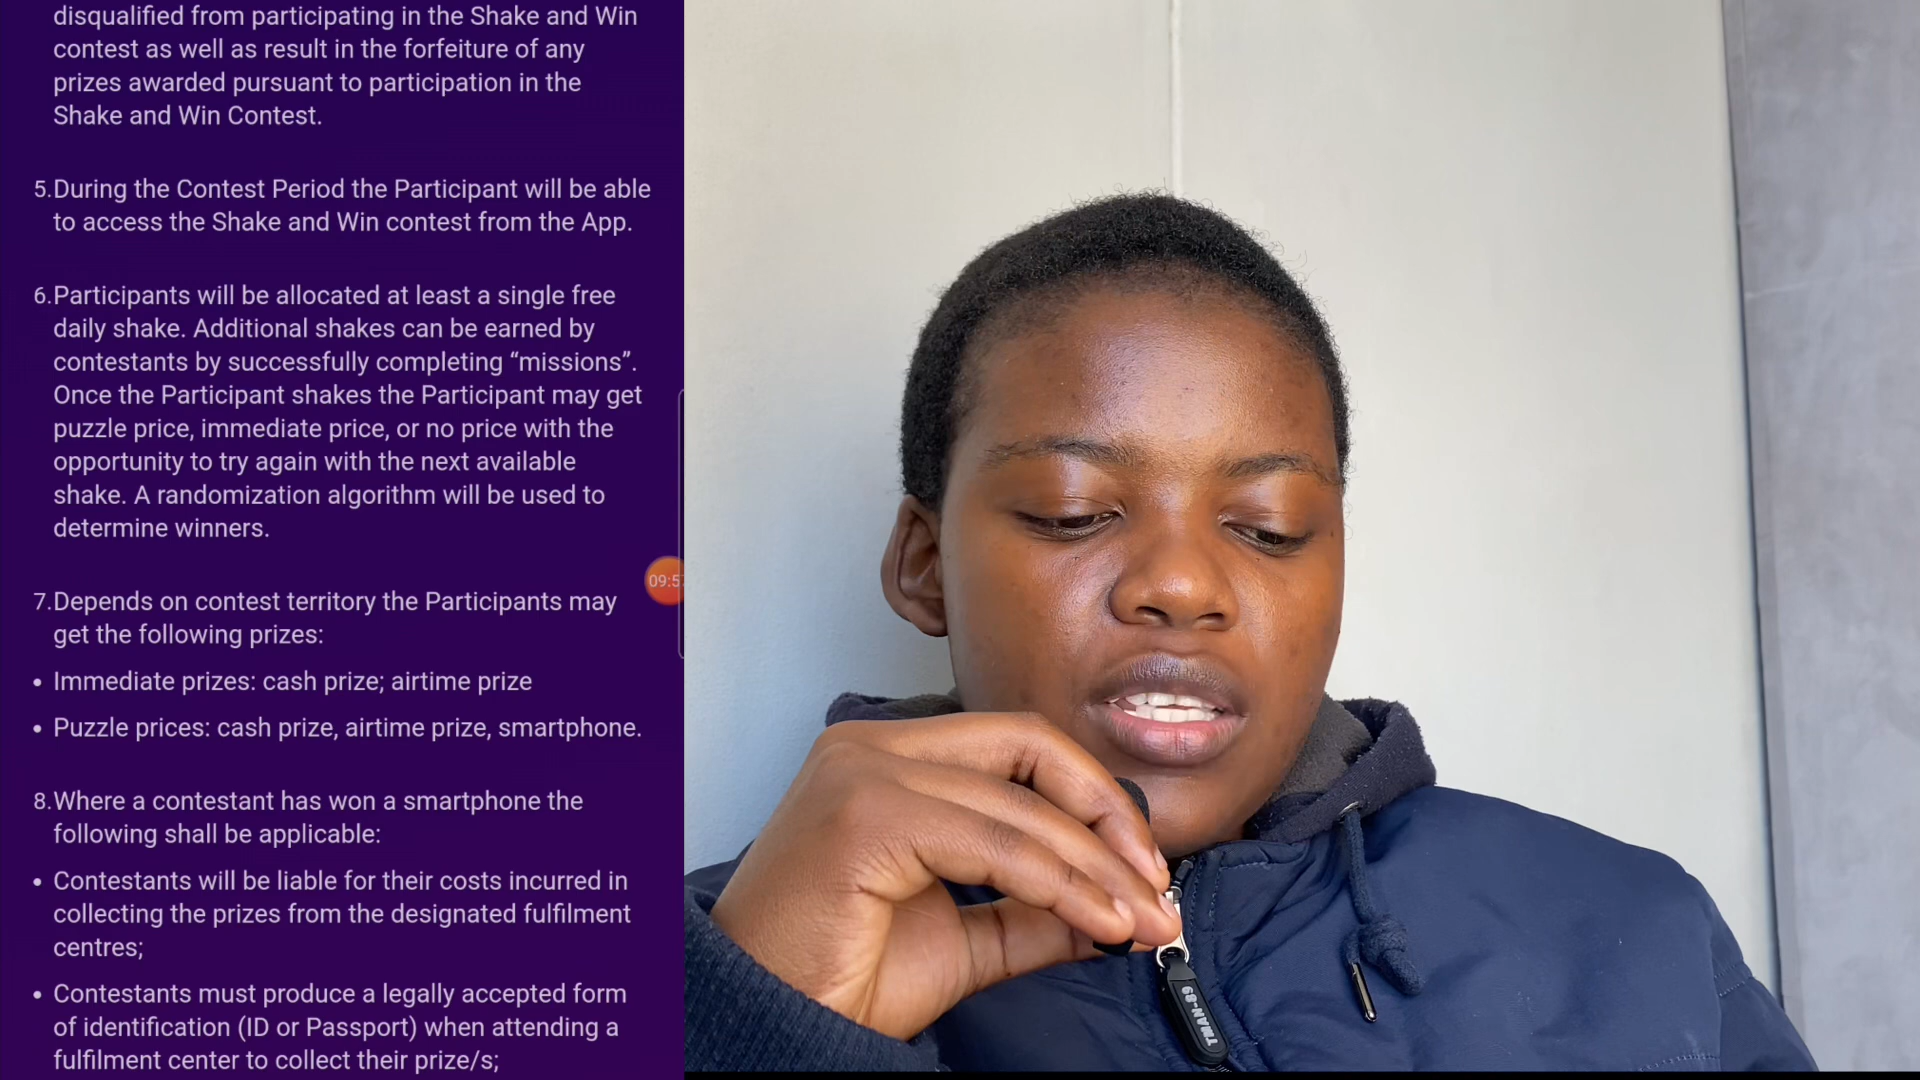 disqualified from participating in the Shake and Win
contest as well as result in the forfeiture of any
prizes awarded pursuant to participation in the
Shake and Win Contest.
5. During the Contest Period the Participant will be able
to access the Shake and Win contest from the App.
6. Participants will be allocated at least a single free
daily shake. Additional shakes can be earned by
contestants by successfully completing “missions”.
Once the Participant shakes the Participant may get
puzzle price, immediate price, or no price with the
opportunity to try again with the next available
shake. A randomization algorithm will be used to
determine winners.
7. Depends on contest territory the Participants may
get the following prizes:
• Immediate prizes: cash prize; airtime prize
• Puzzle prices: cash prize, airtime prize, smartphone.
8. Where a contestant has won a smartphone the
following shall be applicable:
• Contestants will be liable for their costs incurred in
collecting the prizes from the designated fulfilment
centres;
• Contestants must produce a legally accepted form
of identification (ID or Passport) when attending a
fulfilment center to collect their prize/s;
09:5
TWAN-89